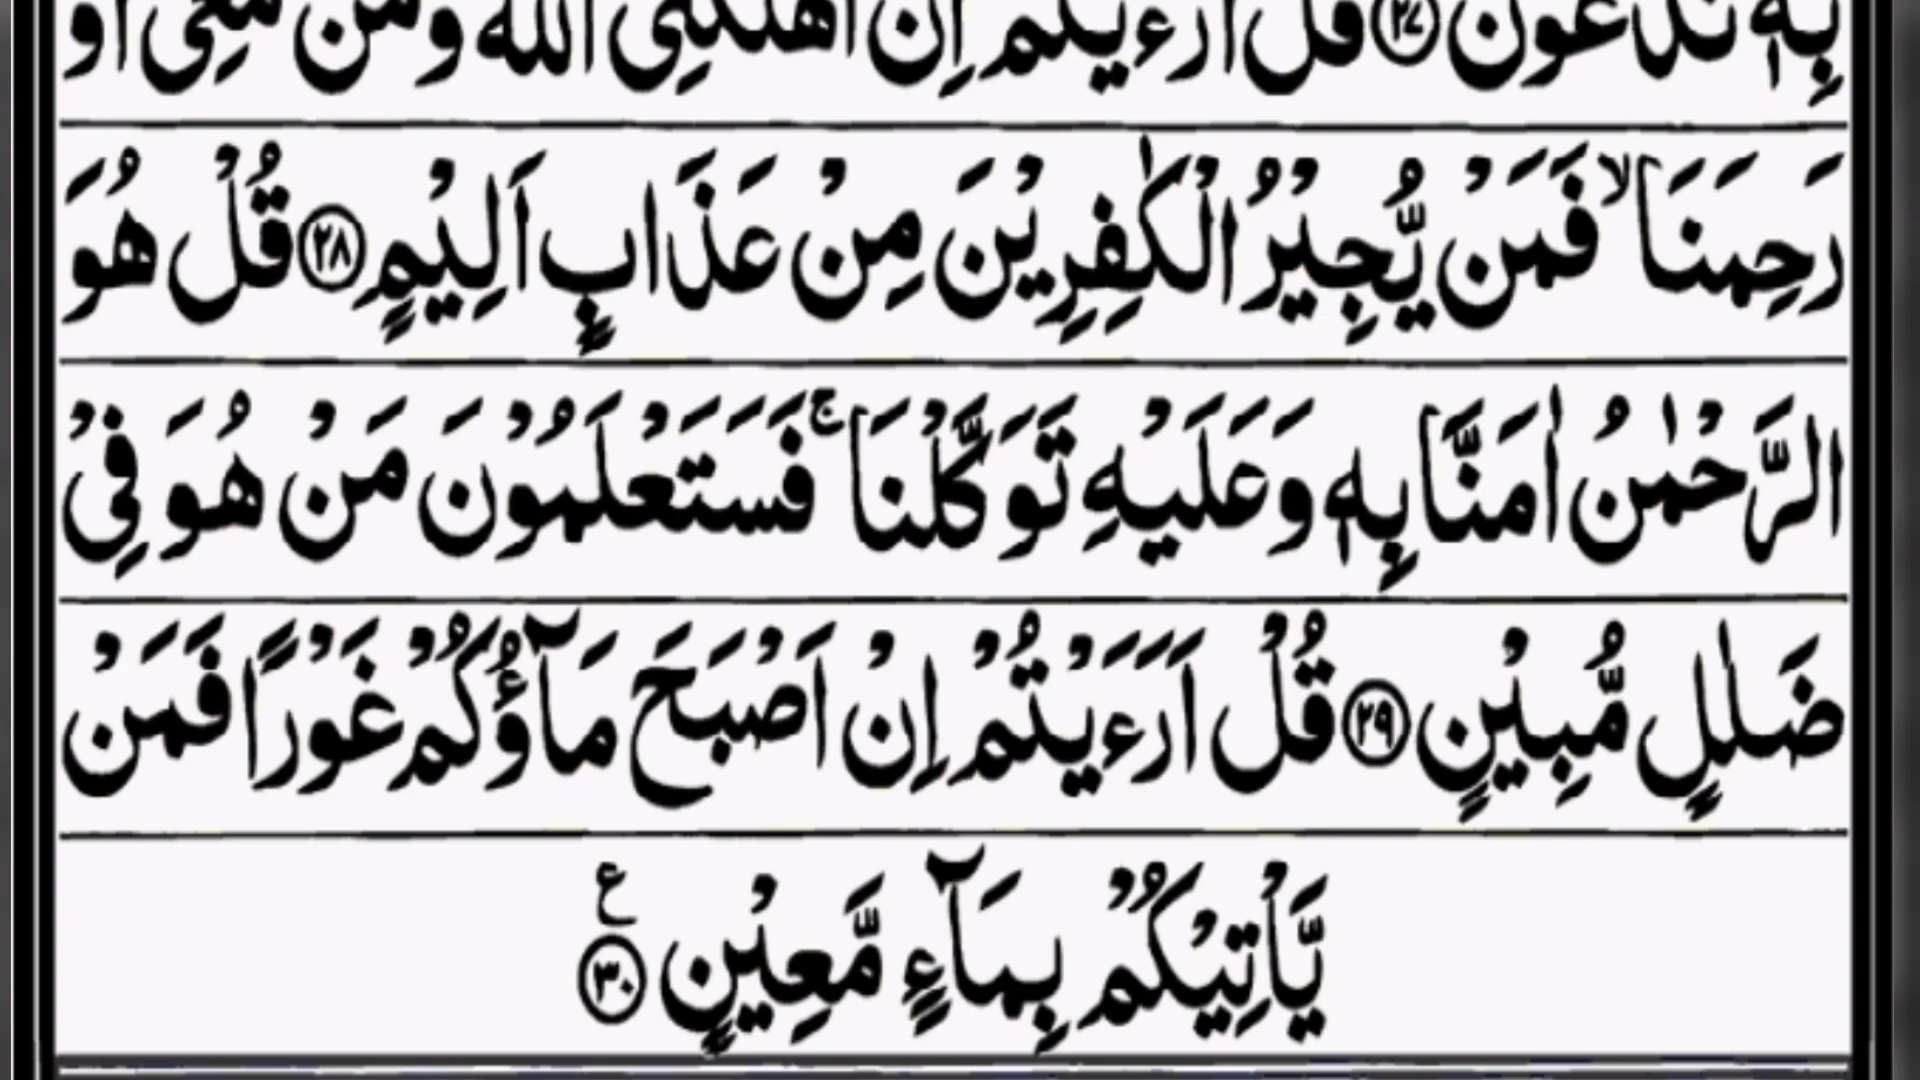 بِهٖ تَدَّعُوْنَ ۝٢٧ قُلْ اَرَءَيْتُمْ اِنْ اَهْلَكَنِيَ اللّٰهُ وَمَنْ مَّعِيَ اَوْ
رَحِمَنَا ۙ فَمَنْ يُّجِيْرُ الْكٰفِرِيْنَ مِنْ عَذَابٍ اَلِيْمٍ ۝٢٨ قُلْ هُوَ
الرَّحْمٰنُ اٰمَنَّا بِهٖ وَعَلَيْهِ تَوَكَّلْنَا ۚ فَسَتَعْلَمُوْنَ مَنْ هُوَ فِيْ
ضَلٰلٍ مُّبِيْنٍ ۝٢٩ قُلْ اَرَءَيْتُمْ اِنْ اَصْبَحَ مَآؤُكُمْ غَوْرًا فَمَنْ
يَّاْتِيْكُمْ بِمَآءٍ مَّعِيْنٍ ۝٣٠ ع